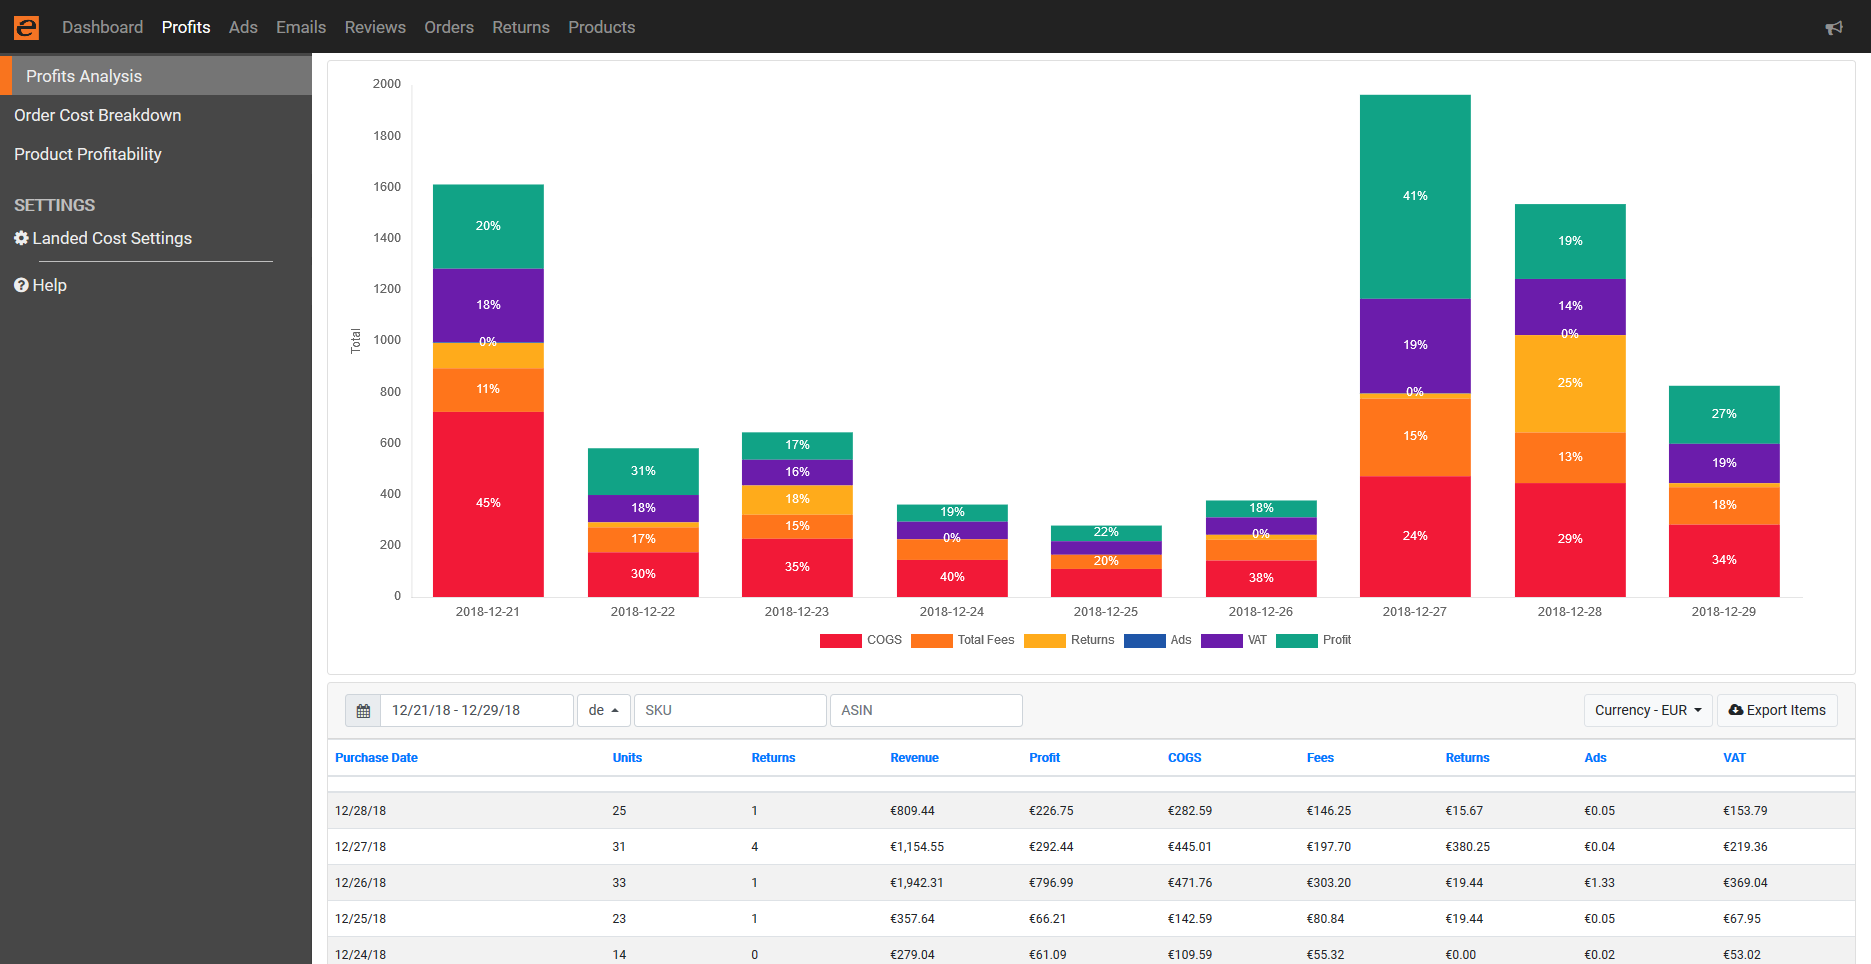 e Dashboard Profits Ads Emails Reviews Orders Returns Products
Profits Analysis
Order Cost Breakdown
Product Profitability
SETTINGS
Landed Cost Settings
Help
Total
2000
1800
1600
1400
1200
1000
800
600
400
200
0
20%
18%
0%
11%
45%
31%
18%
17%
30%
17%
16%
18%
15%
35%
19%
0%
40%
22%
20%
18%
0%
38%
41%
19%
0%
15%
24%
19%
14%
0%
25%
13%
29%
27%
19%
18%
34%
2018-12-21 2018-12-22 2018-12-23 2018-12-24 2018-12-25 2018-12-26 2018-12-27 2018-12-28 2018-12-29
COGS Total Fees Returns Ads VAT Profit
12/21/18 - 12/29/18 de SKU ASIN Currency - EUR Export Items
Purchase Date Units Returns Revenue Profit COGS Fees Returns Ads VAT
12/28/18 25 1 €809.44 €226.75 €282.59 €146.25 €15.67 €0.05 €153.79
12/27/18 31 4 €1,154.55 €292.44 €445.01 €197.70 €380.25 €0.04 €219.36
12/26/18 33 1 €1,942.31 €796.99 €471.76 €303.20 €19.44 €1.33 €369.04
12/25/18 23 1 €357.64 €66.21 €142.59 €80.84 €19.44 €0.05 €67.95
12/24/18 14 0 €279.04 €61.09 €109.59 €55.32 €0.00 €0.02 €53.02